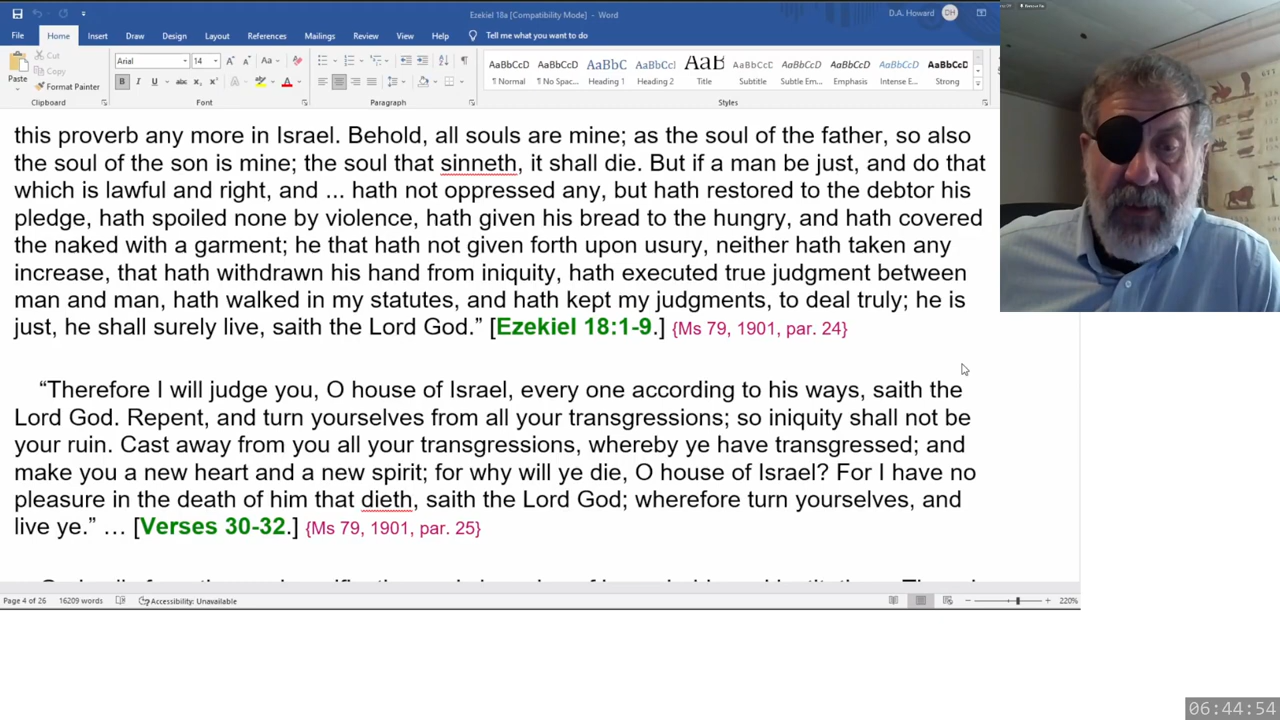 Ezekiel 18a [Compatibility Mode] - Word
D.A. Howard
DH
File
Home
Insert
Draw
Design
Layout
References
Mailings
Review
View
Help
Tell me what you want to do
Paste
Cut
Copy
Format Painter
Clipboard
Arial
14
Font
Paragraph
AaBbCcD AaBbCcD AaBbCc AaBbCcI AaB AaBbCcD AaBbCcD AaBbCcD AaBbCcD AaBbCcD
¶ Normal
¶ No Spac...
Heading 1
Heading 2
Title
Subtitle
Subtle Em...
Emphasis
Intense E...
Strong
Styles
this proverb any more in Israel. Behold, all souls are mine; as the soul of the father, so also
the soul of the son is mine; the soul that sinneth, it shall die. But if a man be just, and do that
which is lawful and right, and ... hath not oppressed any, but hath restored to the debtor his
pledge, hath spoiled none by violence, hath given his bread to the hungry, and hath covered
the naked with a garment; he that hath not given forth upon usury, neither hath taken any
increase, that hath withdrawn his hand from iniquity, hath executed true judgment between
man and man, hath walked in my statutes, and hath kept my judgments, to deal truly; he is
just, he shall surely live, saith the Lord God.” [Ezekiel 18:1-9.] {Ms 79, 1901, par. 24}
“Therefore I will judge you, O house of Israel, every one according to his ways, saith the
Lord God. Repent, and turn yourselves from all your transgressions; so iniquity shall not be
your ruin. Cast away from you all your transgressions, whereby ye have transgressed; and
make you a new heart and a new spirit; for why will ye die, O house of Israel? For I have no
pleasure in the death of him that dieth, saith the Lord God; wherefore turn yourselves, and
live ye.” … [Verses 30-32.] {Ms 79, 1901, par. 25}
Page 4 of 26
16209 words
Accessibility: Unavailable
220%
06:44:54